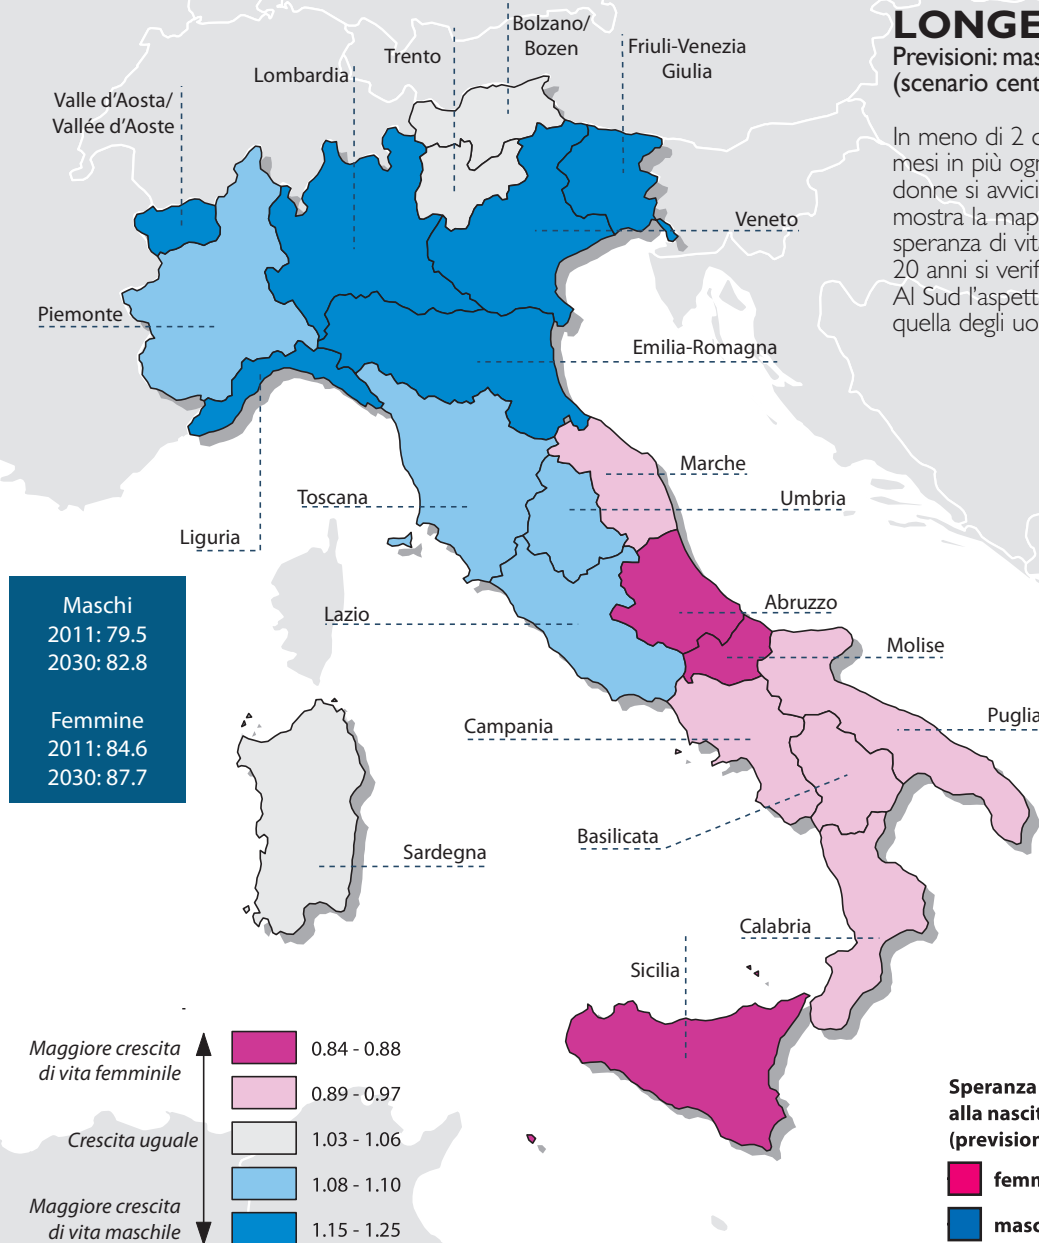 LONGE
Previsioni: mas
(scenario cent
In meno di 2 d
mesi in più ogn
donne si avvici
mostra la mapp
speranza di vita
20 anni si verif
Al Sud l'aspett
quella degli uo
Bolzano/
Bozen
Trento
Friuli-Venezia
Giulia
Lombardia
Valle d'Aosta/
Vallée d'Aoste
Veneto
Piemonte
Emilia-Romagna
Marche
Umbria
Toscana
Liguria
Maschi
2011: 79.5
2030: 82.8
Femmine
2011: 84.6
2030: 87.7
Lazio
Abruzzo
Molise
Puglia
Campania
Basilicata
Sardegna
Calabria
Sicilia
Maggiore crescita
di vita femminile
Crescita uguale
Maggiore crescita
di vita maschile
0.84 - 0.88
0.89 - 0.97
1.03 - 1.06
1.08 - 1.10
1.15 - 1.25
Speranza
alla nascit
(prevision
femm
masc